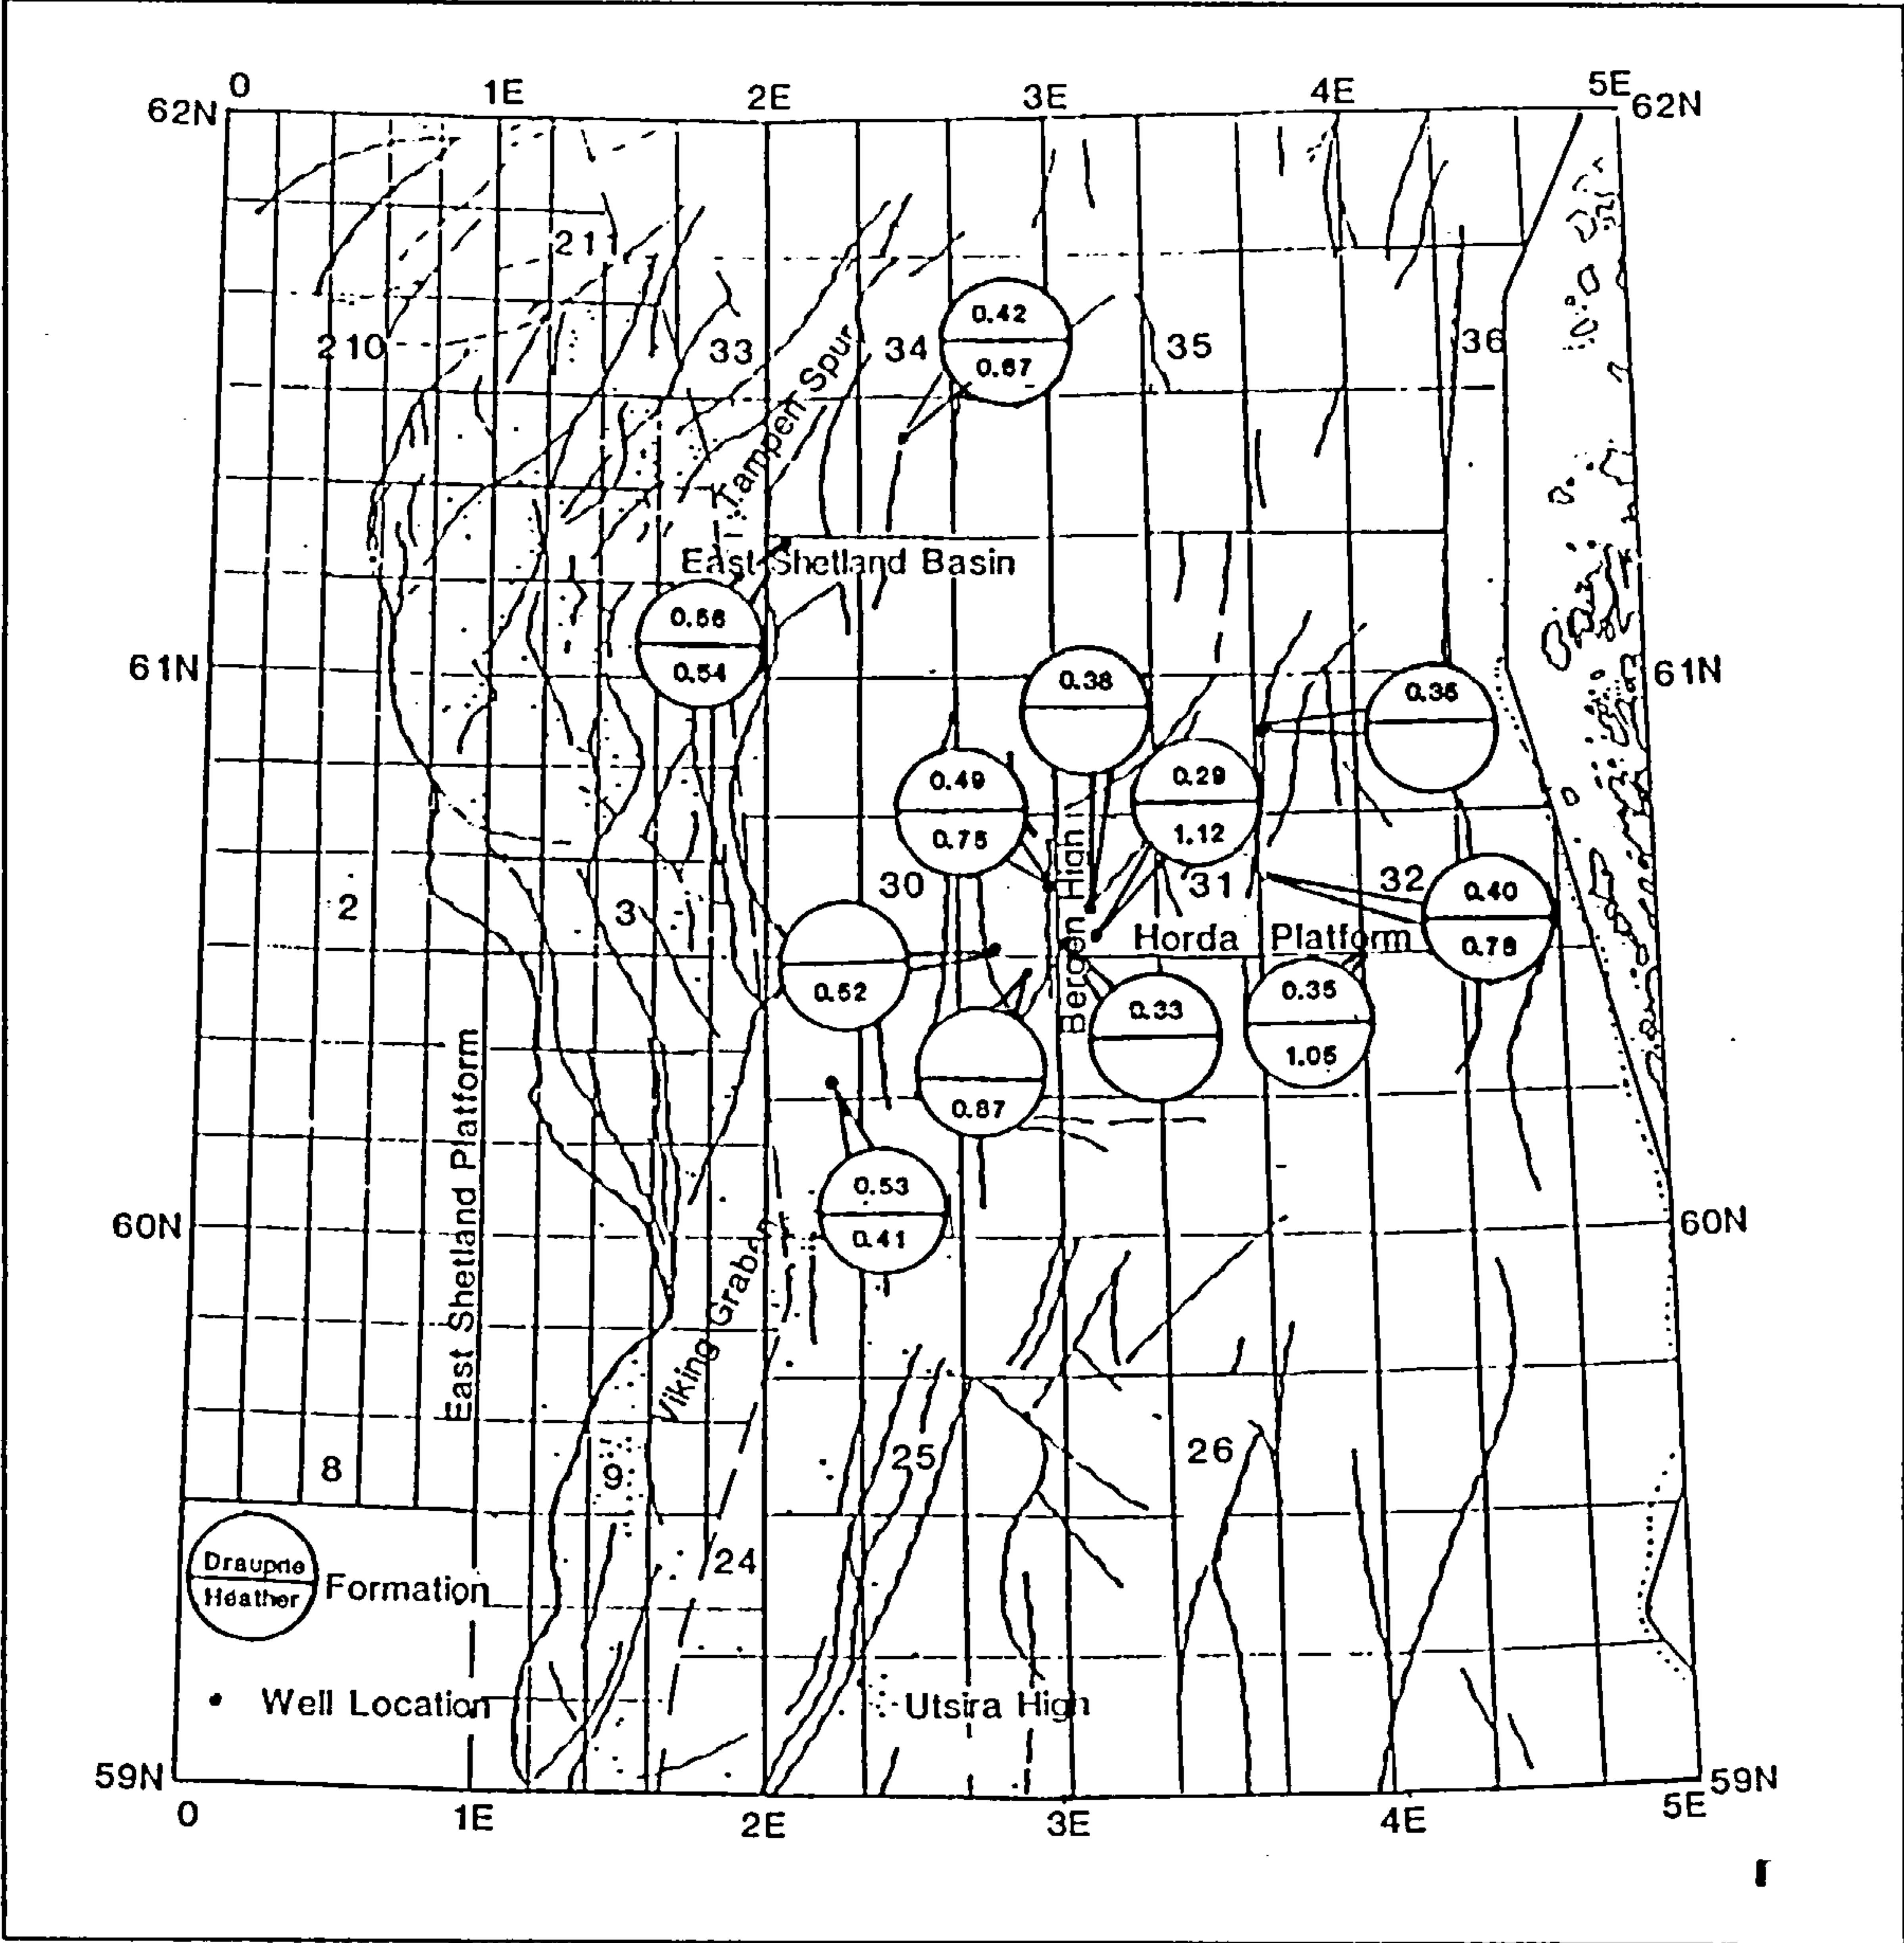 0 1E 2E 3E 4E 5E
62N 62N
211
0.42
0.67
210 33 34 35 36
Tampen Spur
East Shetland Basin
0.56
0.54
61N 61N
0.38
0.36
0.49
0.75
0.29
1.12
2 3 30 31 32
0.40
0.78
Bergen High
Horda Platform
0.52
0.33
0.35
1.05
0.87
East Shetland Platform
0.53
0.41
60N 60N
Viking Graben
8 9 25 26
24
Draupne
Heather
Formation
Well Location
Utsira High
59N 59N
0 1E 2E 3E 4E 5E